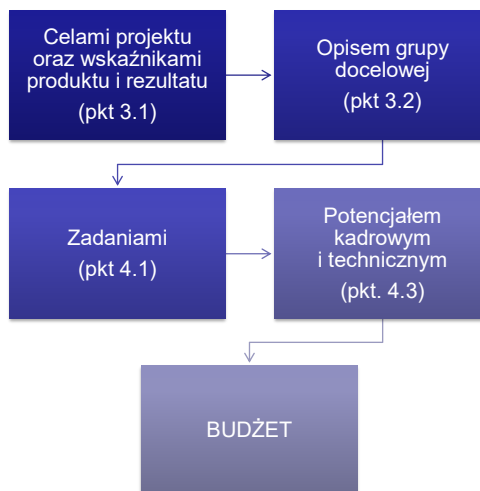 Celami projektu
oraz wskaźnikami
produktu i rezultatu
(pkt 3.1)
Opisem grupy
docelowej
(pkt 3.2)
Zadaniami
(pkt 4.1)
Potencjałem
kadrowym
i technicznym
(pkt. 4.3)
BUDŻET